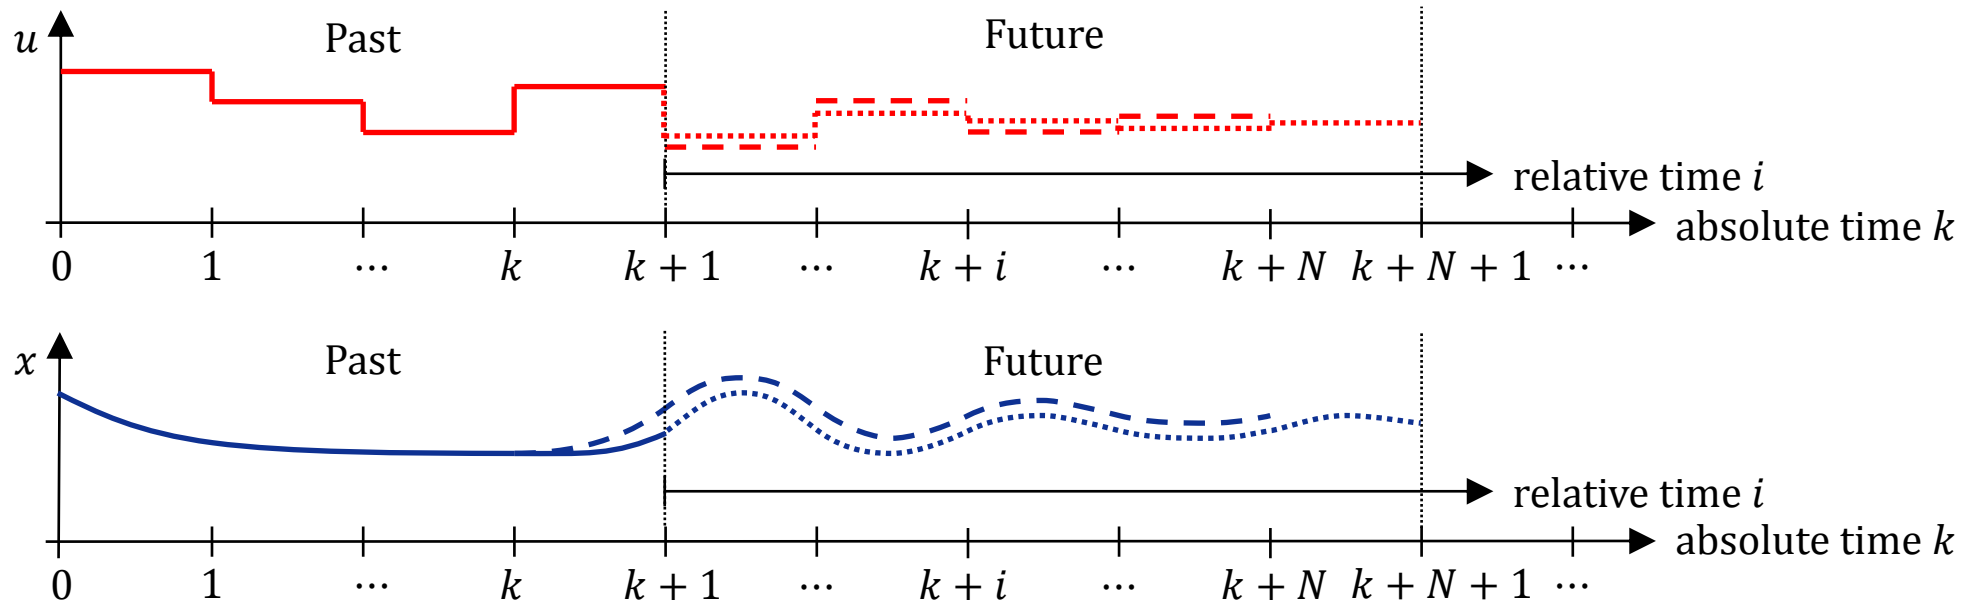 u Past Future
relative time i
absolute time k
0 1 ⋯ k k + 1 ⋯ k + i ⋯ k + N k + N + 1 ⋯
x Past Future
relative time i
absolute time k
0 1 ⋯ k k + 1 ⋯ k + i ⋯ k + N k + N + 1 ⋯